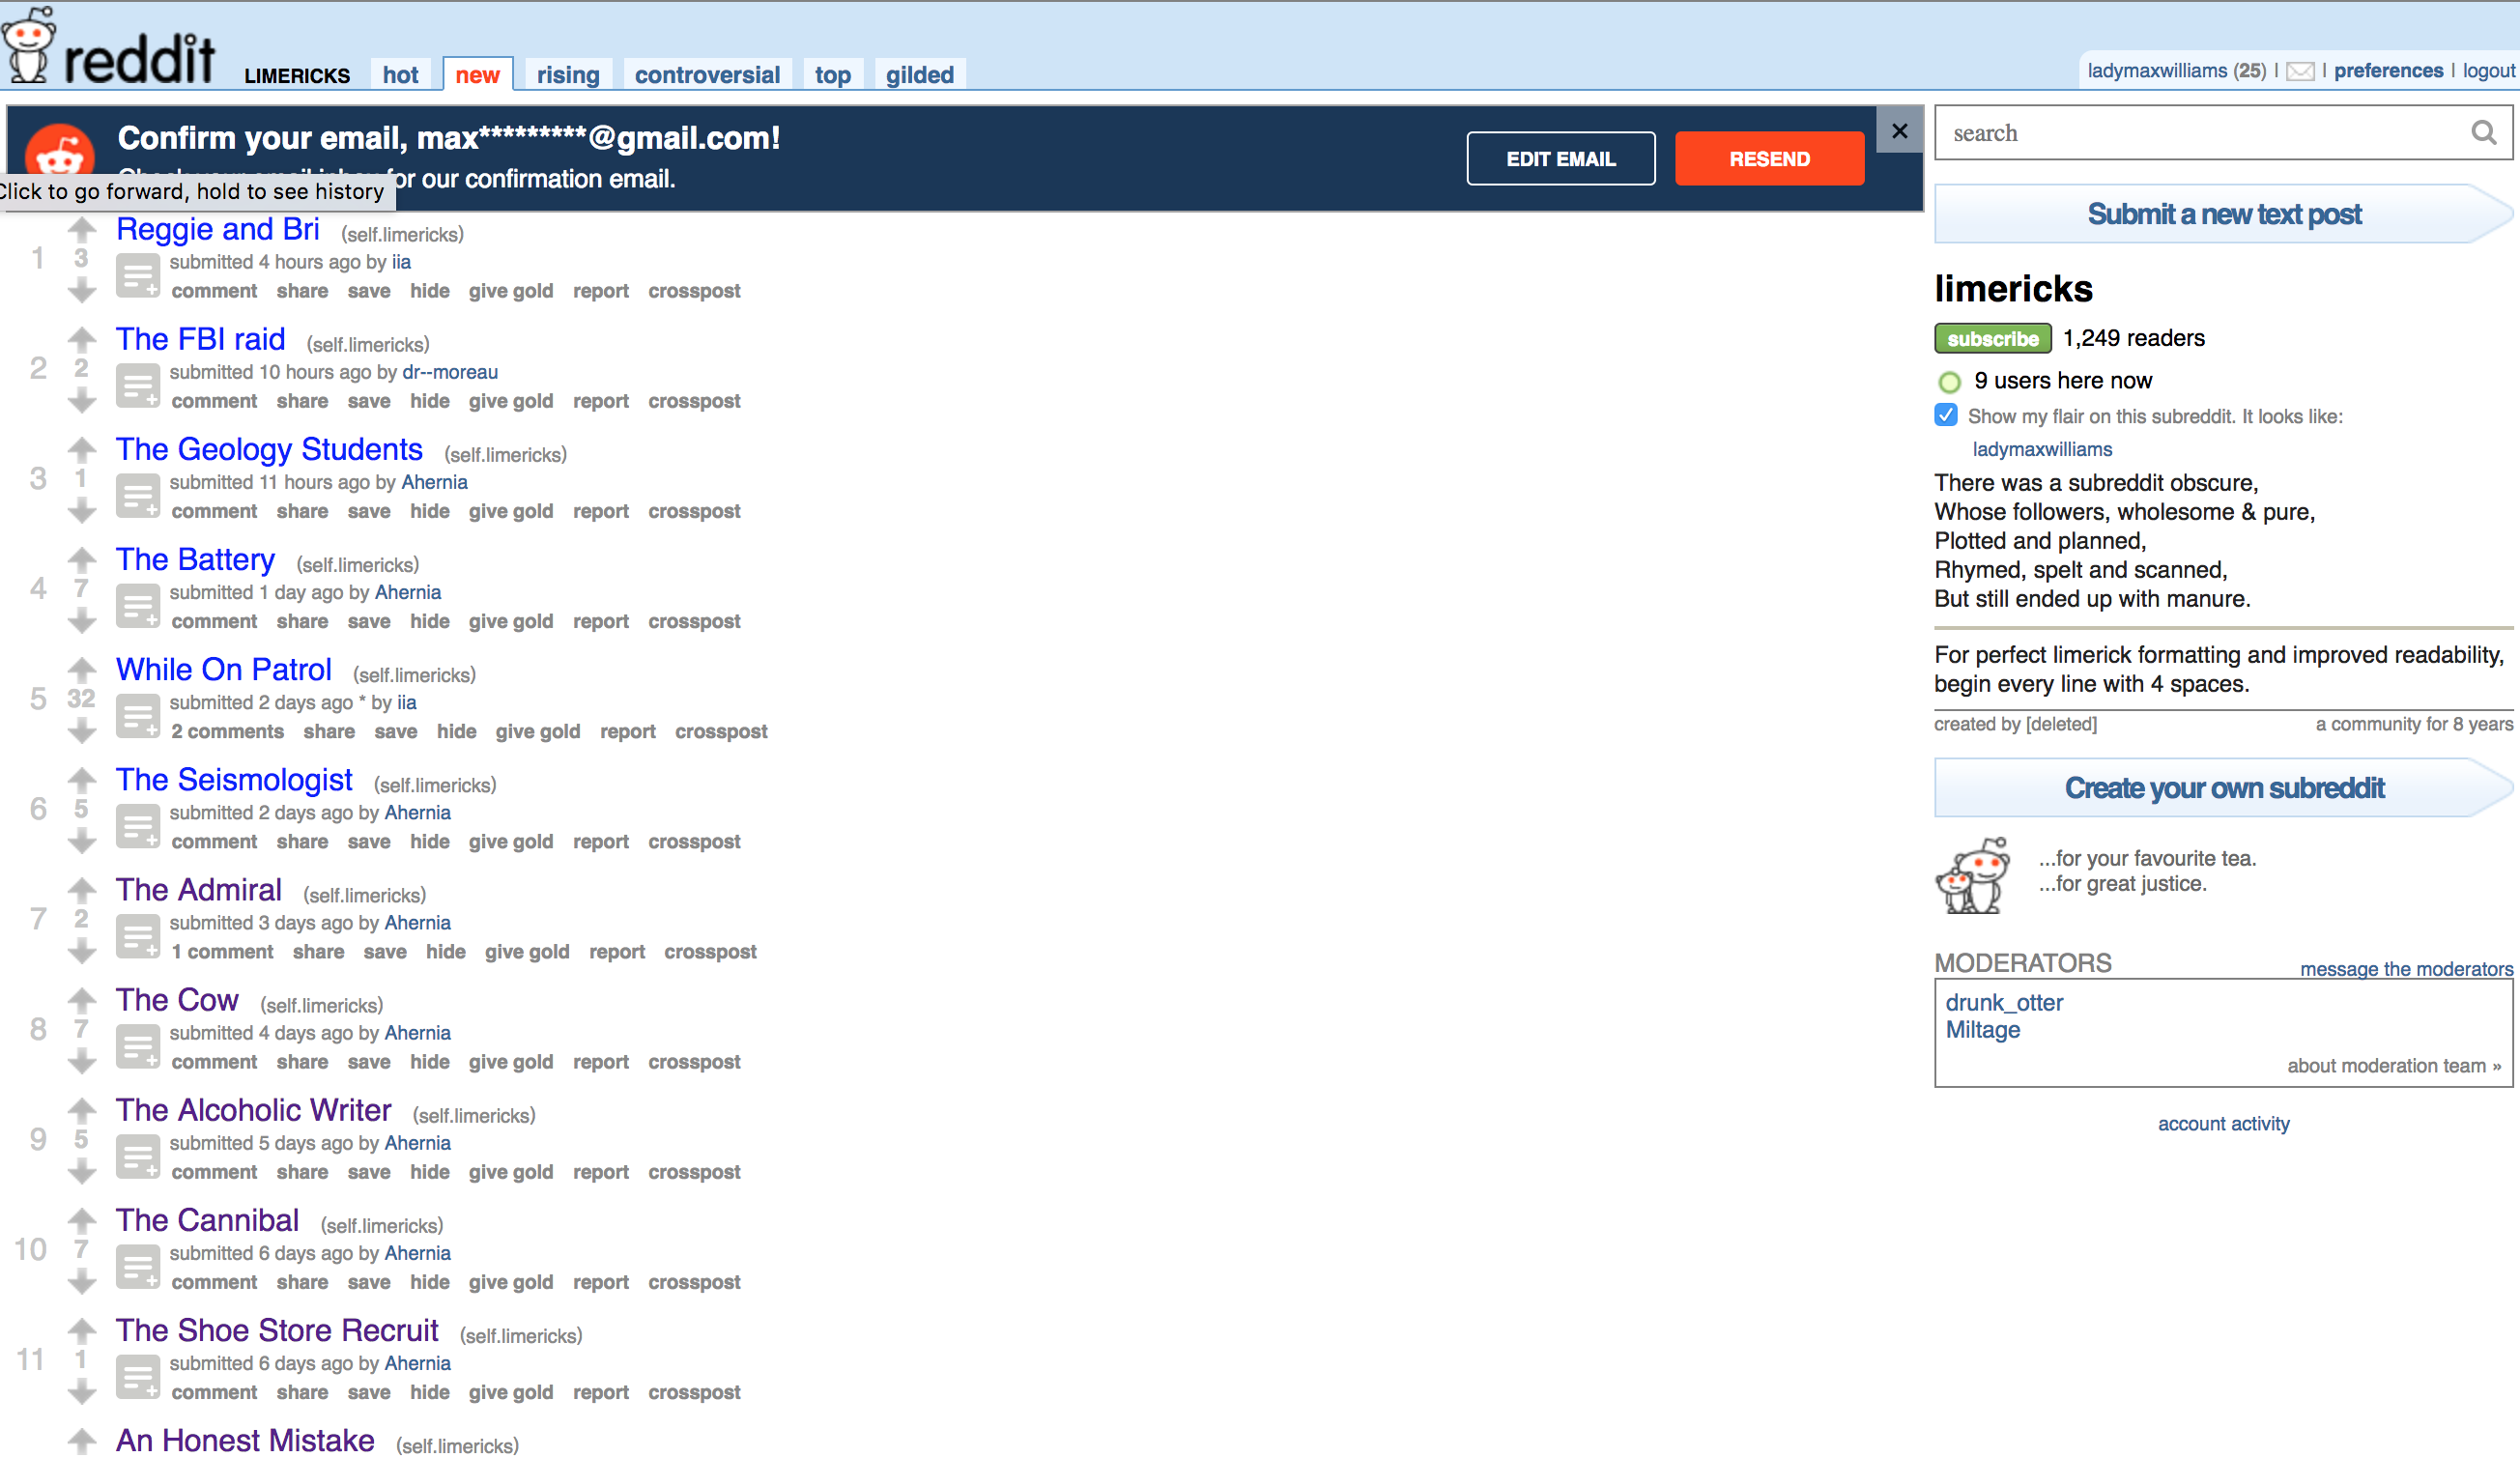 reddit LIMERICKS hot new rising controversial top gilded
ladymaxwilliams (25) | | preferences | logout
Confirm your email, max*********@gmail.com!
for our confirmation email.
EDIT EMAIL RESEND ×
Click to go forward, hold to see history
1 3 Reggie and Bri (self.limericks)
submitted 4 hours ago by iia
comment share save hide give gold report crosspost
2 2 The FBI raid (self.limericks)
submitted 10 hours ago by dr--moreau
comment share save hide give gold report crosspost
3 1 The Geology Students (self.limericks)
submitted 11 hours ago by Ahernia
comment share save hide give gold report crosspost
4 7 The Battery (self.limericks)
submitted 1 day ago by Ahernia
comment share save hide give gold report crosspost
5 32 While On Patrol (self.limericks)
submitted 2 days ago * by iia
2 comments share save hide give gold report crosspost
6 5 The Seismologist (self.limericks)
submitted 2 days ago by Ahernia
comment share save hide give gold report crosspost
7 2 The Admiral (self.limericks)
submitted 3 days ago by Ahernia
1 comment share save hide give gold report crosspost
8 7 The Cow (self.limericks)
submitted 4 days ago by Ahernia
comment share save hide give gold report crosspost
9 5 The Alcoholic Writer (self.limericks)
submitted 5 days ago by Ahernia
comment share save hide give gold report crosspost
10 7 The Cannibal (self.limericks)
submitted 6 days ago by Ahernia
comment share save hide give gold report crosspost
11 1 The Shoe Store Recruit (self.limericks)
submitted 6 days ago by Ahernia
comment share save hide give gold report crosspost
An Honest Mistake (self.limericks)
search
Submit a new text post
limericks
subscribe 1,249 readers
9 users here now
Show my flair on this subreddit. It looks like:
ladymaxwilliams
There was a subreddit obscure,
Whose followers, wholesome & pure,
Plotted and planned,
Rhymed, spelt and scanned,
But still ended up with manure.
For perfect limerick formatting and improved readability,
begin every line with 4 spaces.
created by [deleted] a community for 8 years
Create your own subreddit
...for your favourite tea.
...for great justice.
MODERATORS message the moderators
drunk_otter
Miltage
about moderation team »
account activity